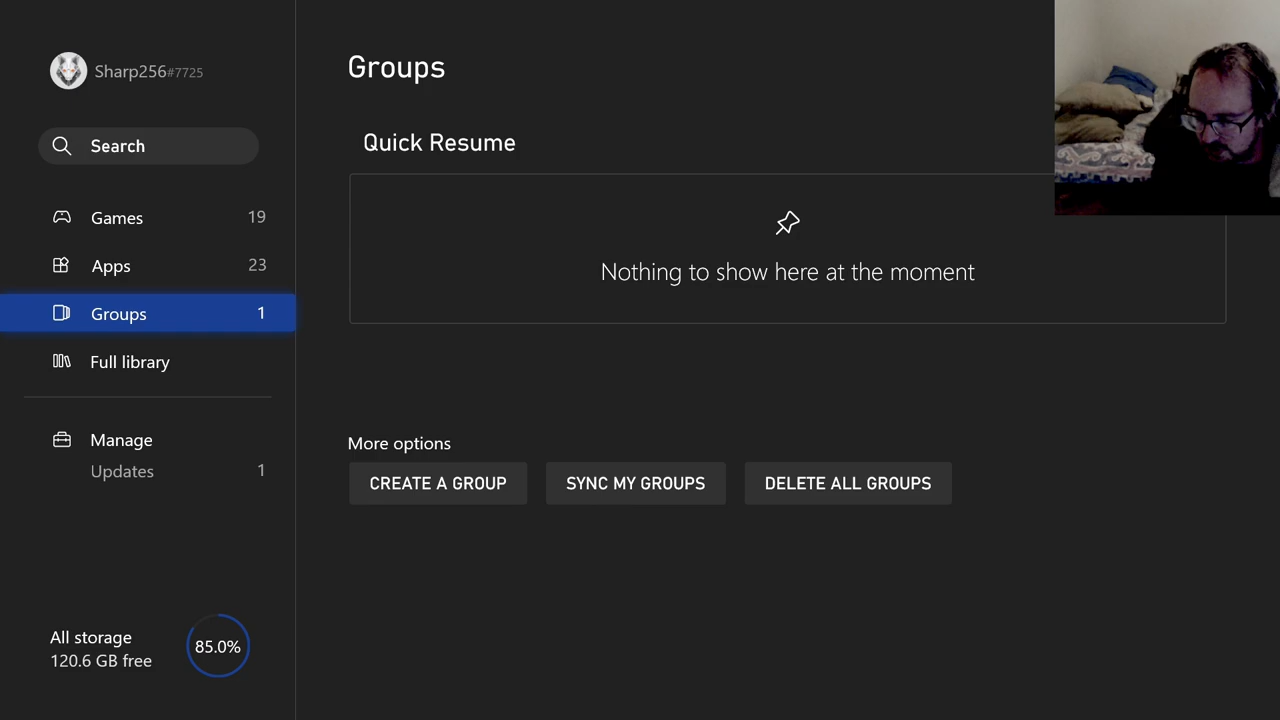 Sharp256#7725
Search
Games 19
Apps 23
Groups 1
Full library
Manage
Updates 1
All storage
120.6 GB free
85.0%
Groups
Quick Resume
Nothing to show here at the moment
More options
CREATE A GROUP
SYNC MY GROUPS
DELETE ALL GROUPS